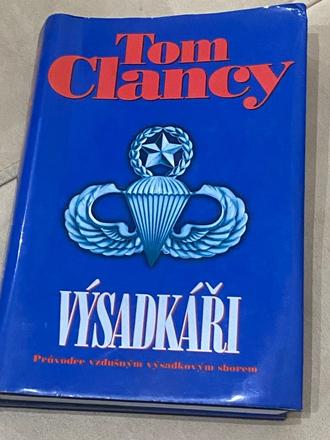 Tom
Clancy
VÝSADKÁŘI
Průvodce vzdušným výsadkovým sborem